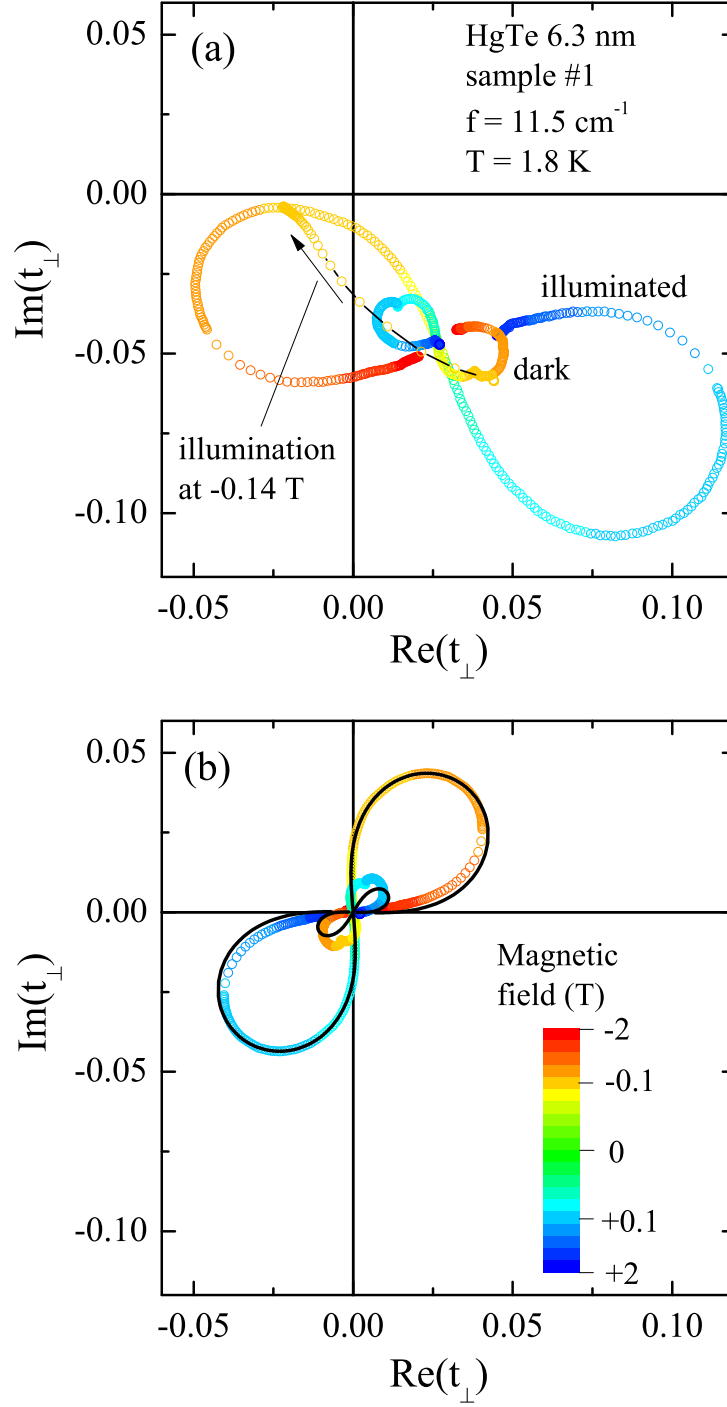 (a)
HgTe 6.3 nm
sample #1
f = 11.5 cm⁻¹
T = 1.8 K
0.05
0.00
-0.05
-0.10
Im(t⊥)
illuminated
dark
illumination
at -0.14 T
-0.05
0.00
0.05
0.10
Re(t⊥)
(b)
0.05
0.00
-0.05
-0.10
Im(t⊥)
Magnetic
field (T)
-2
-0.1
0
+0.1
+2
-0.05
0.00
0.05
0.10
Re(t⊥)